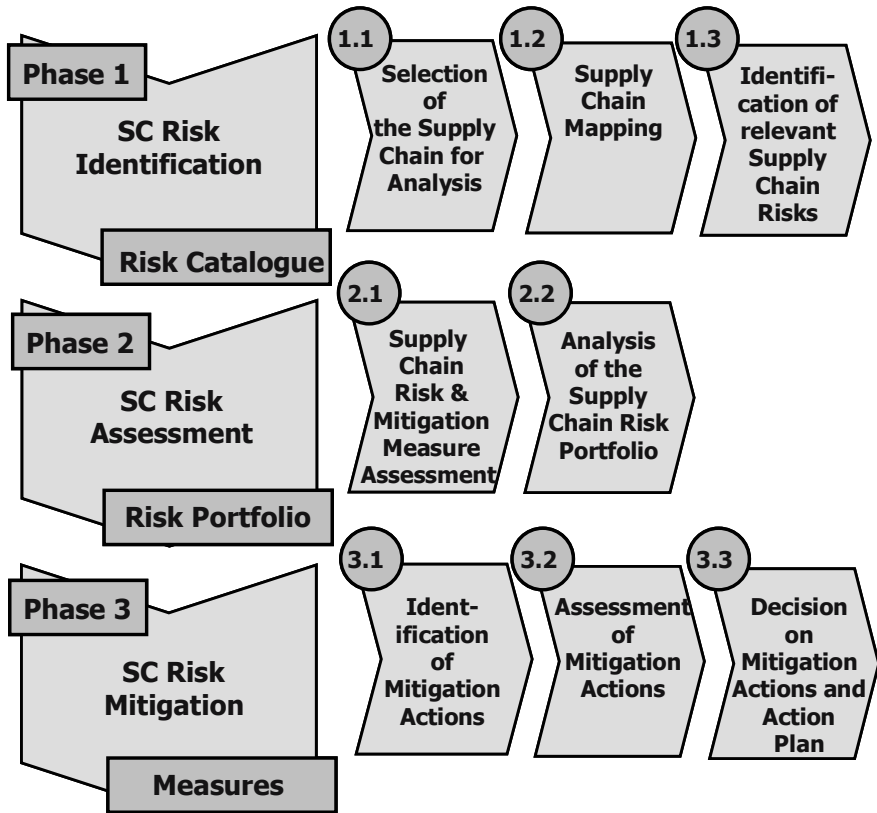 Phase 1
SC Risk
Identification
Risk Catalogue
1.1
Selection
of
the Supply
Chain for
Analysis
1.2
Supply
Chain
Mapping
1.3
Identifi-
cation of
relevant
Supply
Chain
Risks
Phase 2
SC Risk
Assessment
Risk Portfolio
2.1
Supply
Chain
Risk &
Mitigation
Measure
Assessment
2.2
Analysis
of the
Supply
Chain Risk
Portfolio
Phase 3
SC Risk
Mitigation
Measures
3.1
Ident-
ification
of
Mitigation
Actions
3.2
Assessment
of
Mitigation
Actions
3.3
Decision
on
Mitigation
Actions and
Action
Plan